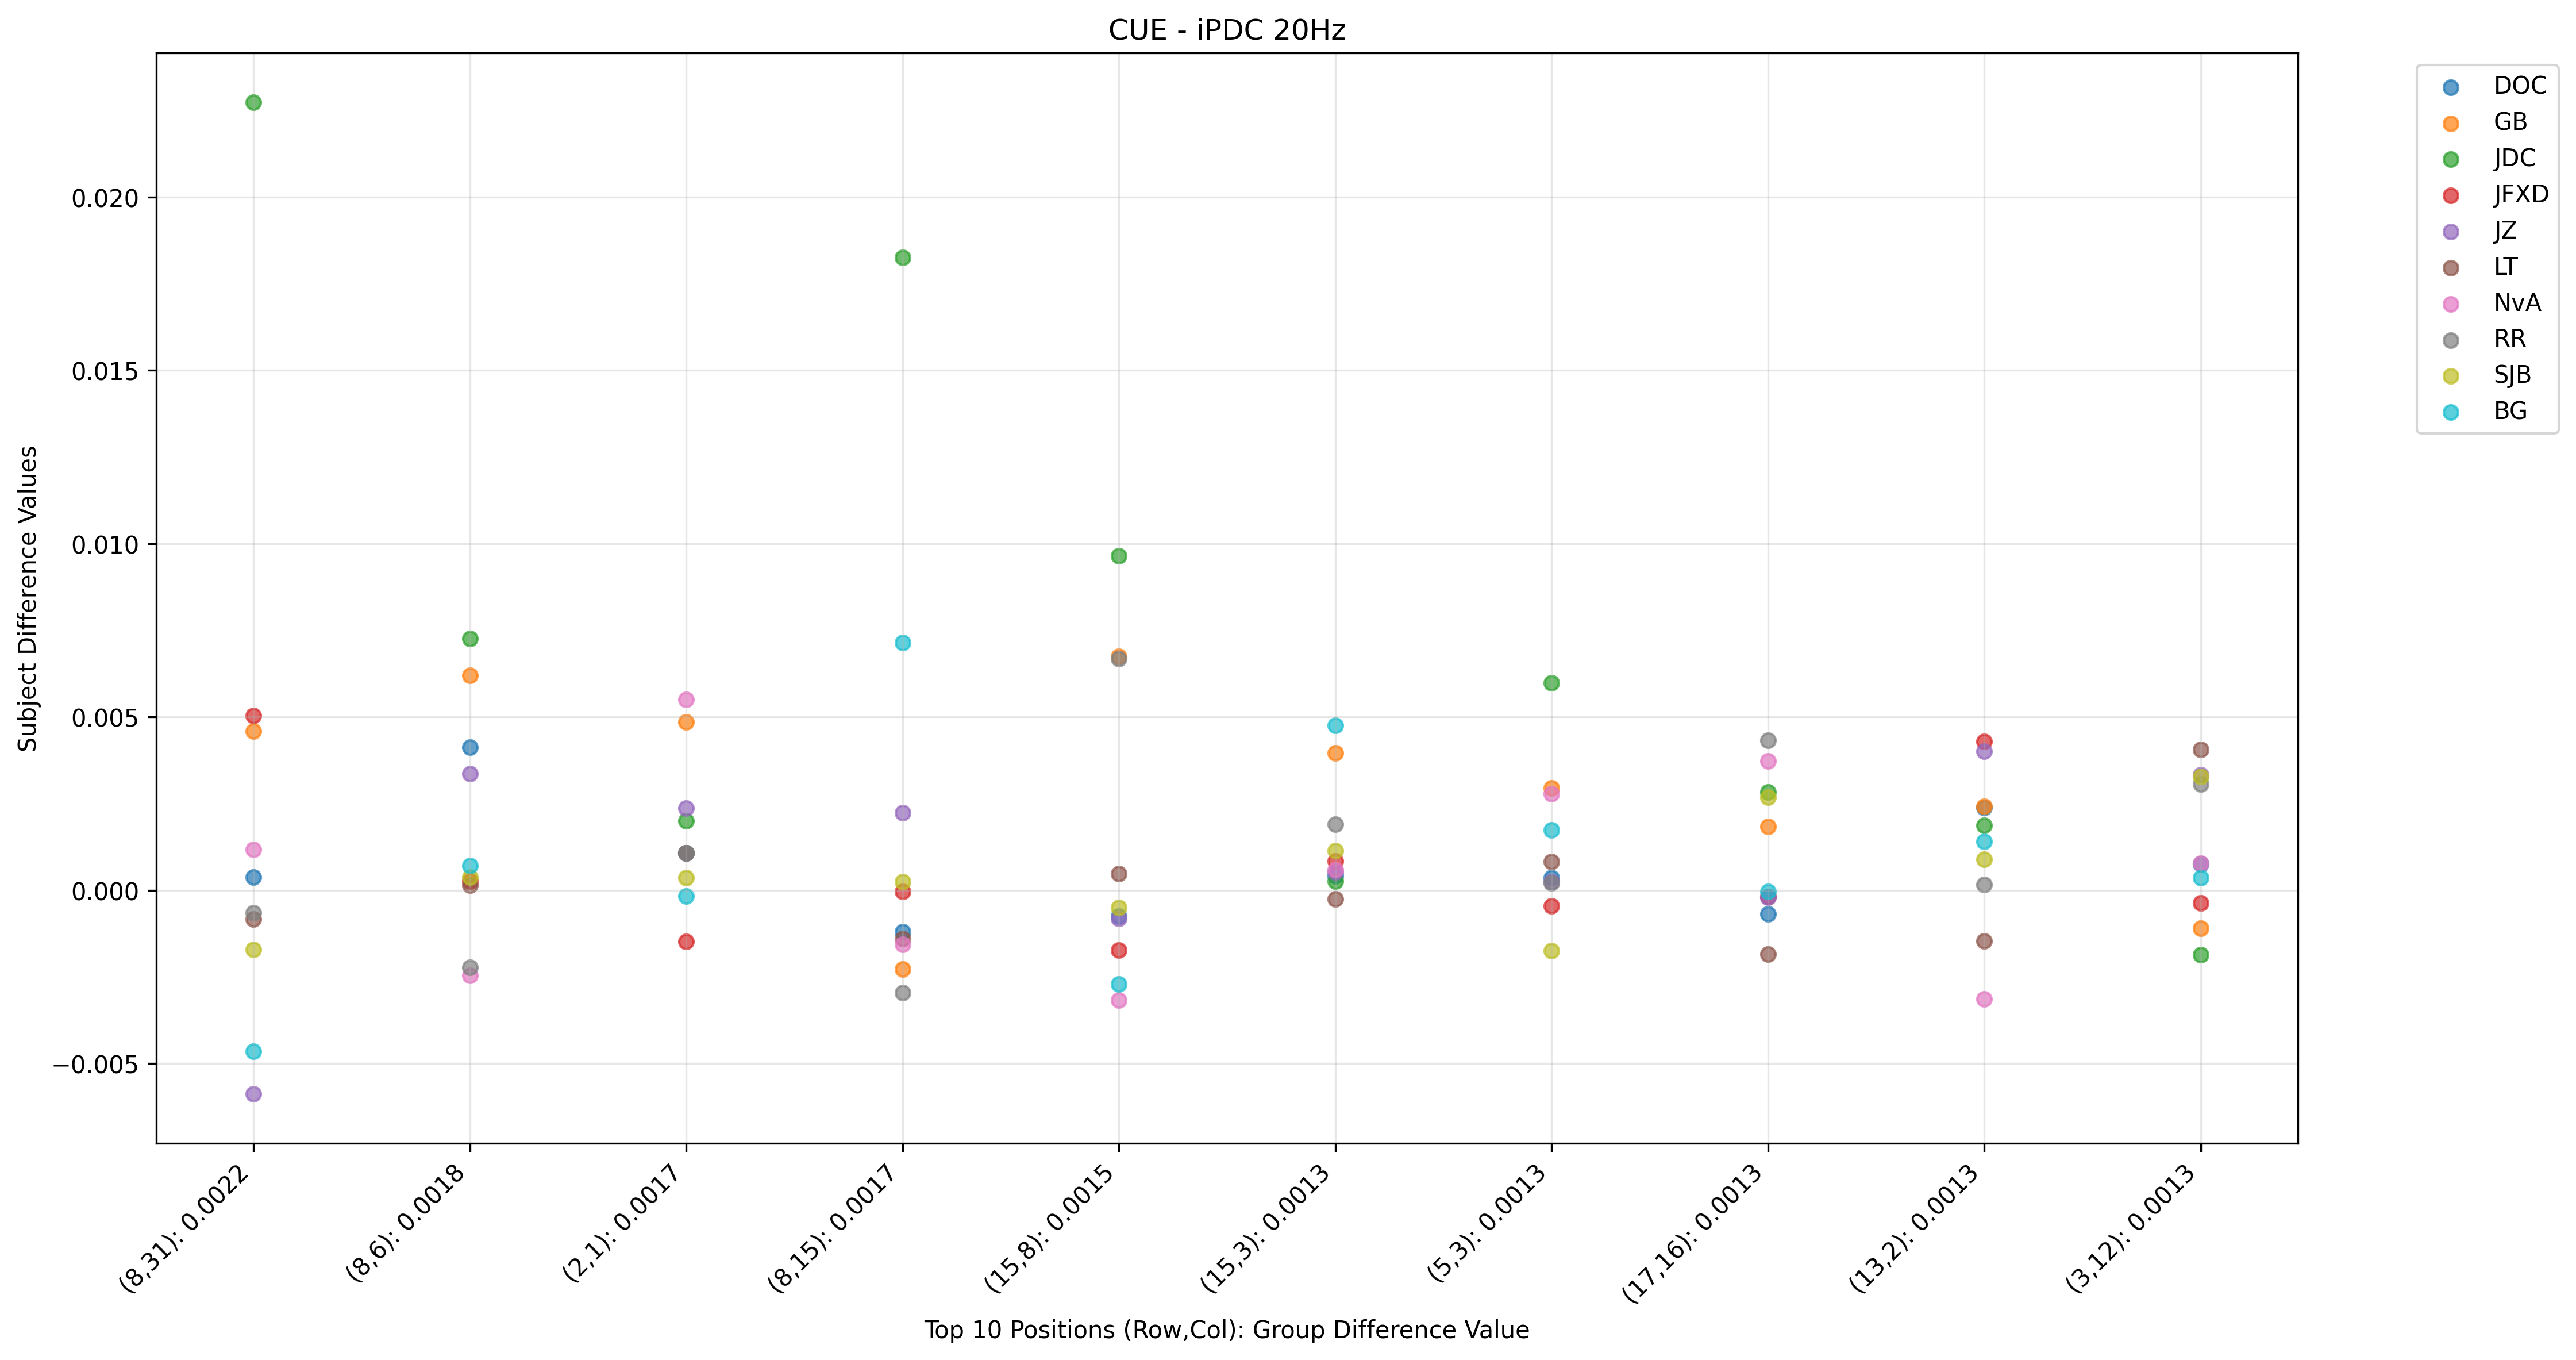 CUE - iPDC 20Hz
Subject Difference Values
0.020
0.015
0.010
0.005
0.000
−0.005
(8,31): 0.0022
(8,6): 0.0018
(2,1): 0.0017
(8,15): 0.0017
(15,8): 0.0015
(15,3): 0.0013
(5,3): 0.0013
(17,16): 0.0013
(13,2): 0.0013
(3,12): 0.0013
Top 10 Positions (Row,Col): Group Difference Value
DOC
GB
JDC
JFXD
JZ
LT
NvA
RR
SJB
BG